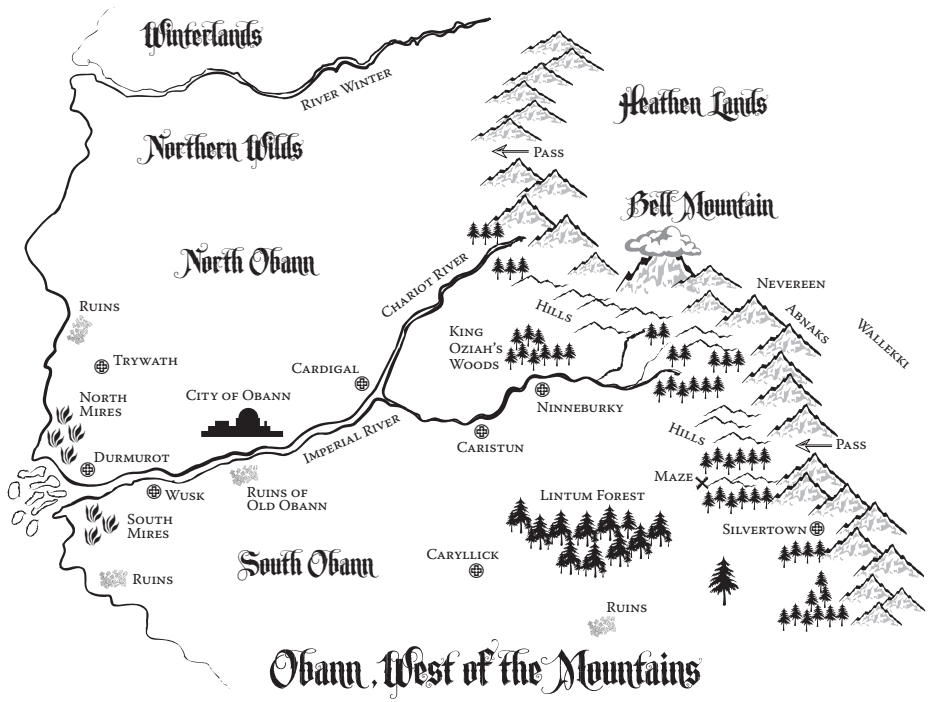 Winterlands
River Winter
Heathen Lands
Northern Wilds
Pass
Bell Mountain
North Obann
Chariot River
Nevereen
Abnaks
Wallekki
Ruins
Hills
King
Oziah's
Woods
Trywath
Cardigal
City of Obann
North
Mires
Ninneburky
Imperial River
Caristun
Hills
Pass
Durmurot
Maze
Wusk
Ruins of
Old Obann
Lintum Forest
South
Mires
Silvertown
South Obann
Caryllick
Ruins
Ruins
Obann, West of the Mountains